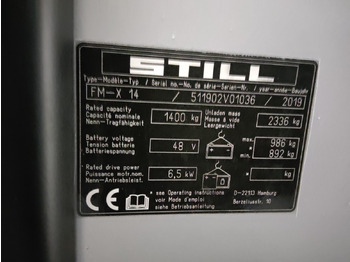 STILL
Type-Modèle-Typ / Serial no.-No. de série-Serien-Nr. / year-année-Baujahr
FM-X 14 / 511902V01036 / 2019
Rated capacity
Capacité nominale
Nenn-Tragfähigkeit
1400 kg
Unladen mass
Masse à vide
Leergewicht
2336 kg
Battery voltage
Tension batterie
Batteriespannung
48 V
max. 986 kg
min. 892 kg
Rated drive power
Puissance motr.nom.
Nenn-Antriebsleist.
6,5 kW
* kg
CE
* see Operating instructions
voir Mode d'emploi
siehe Betriebsanleitung
D-22113 Hamburg
Berzeliusstr. 10